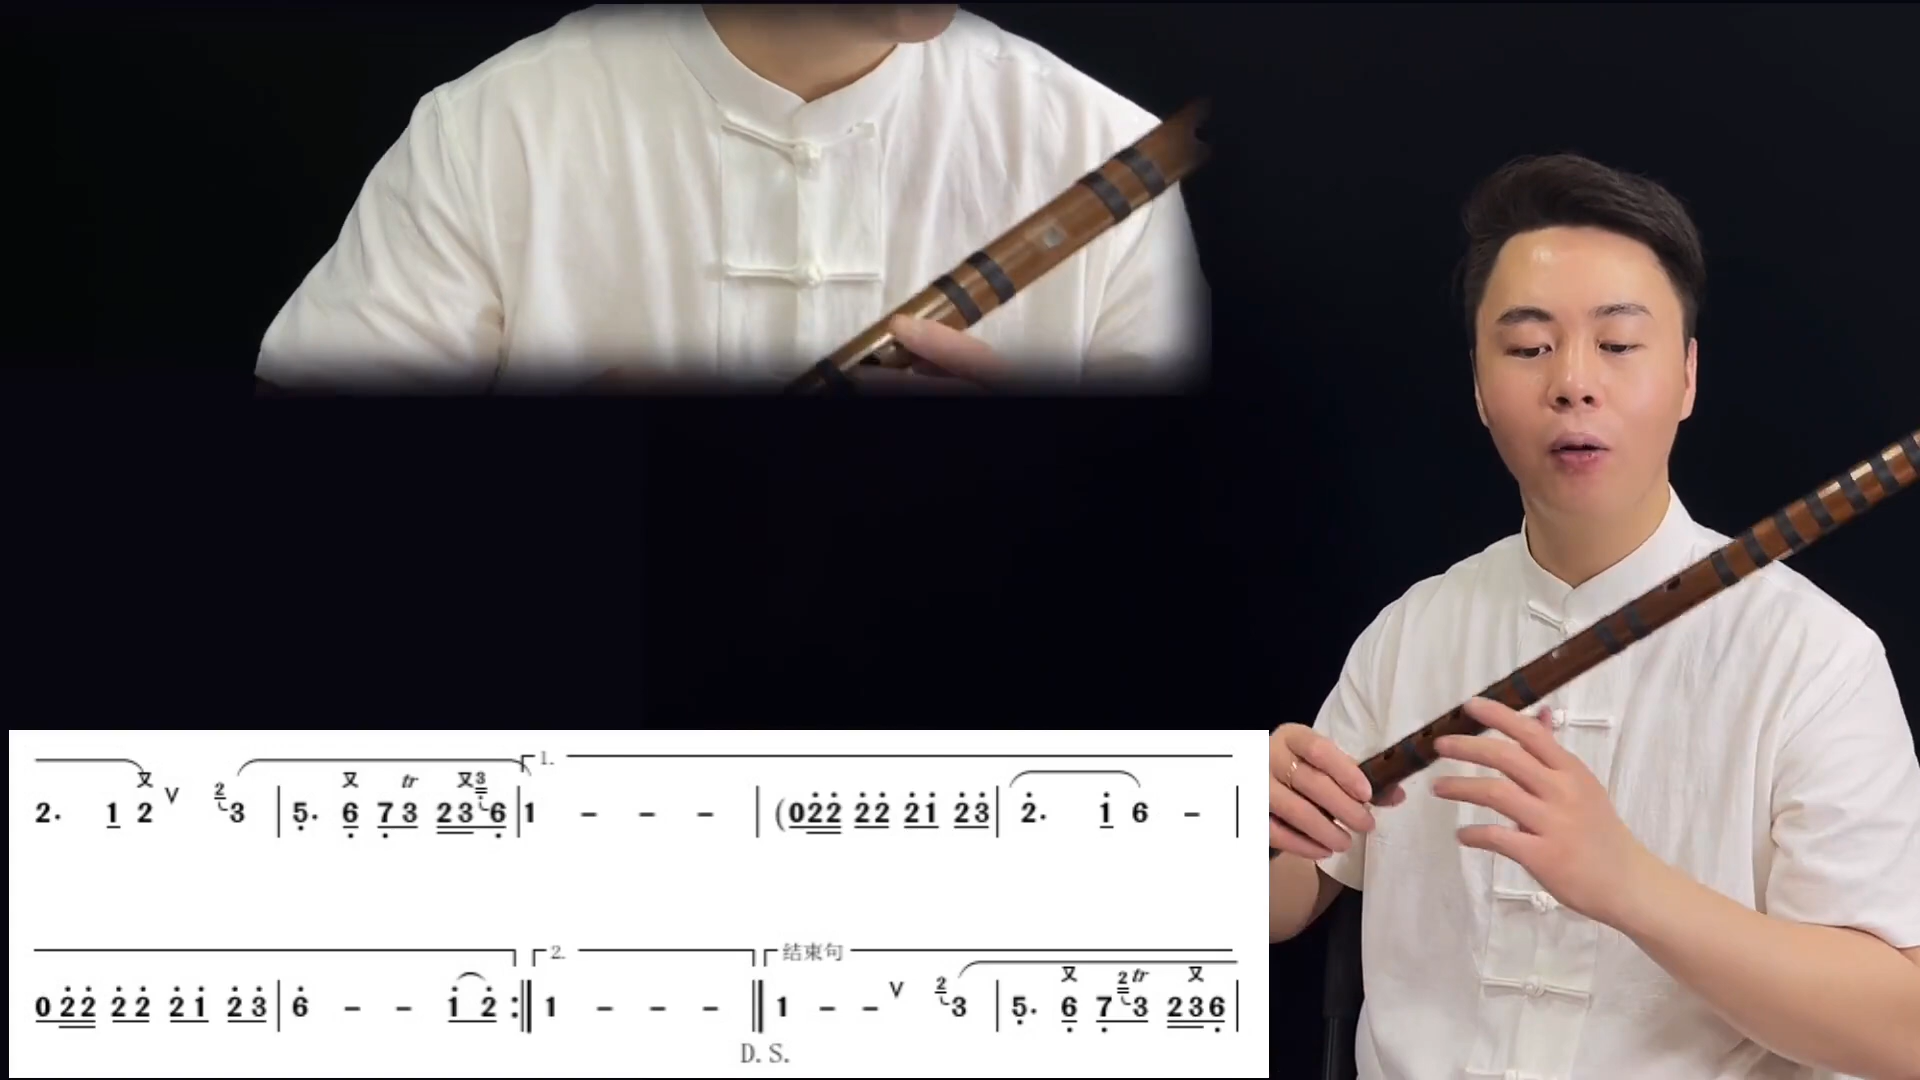 1.
2. 1 2 又 V 2 3 | 5. 6 又 7 3 tr 2 3 6 又 3 | 1 - - - | (0 2 2 2 2 2 1 2 3 | 2. 1 6 - |
2. 结束句
0 2 2 2 2 2 1 2 3 | 6 - - 1 2 :‖ 1 - - - ‖ 1 - - V 2 3 | 5. 6 又 7 2 3 tr 2 3 6 又 |
D.S.